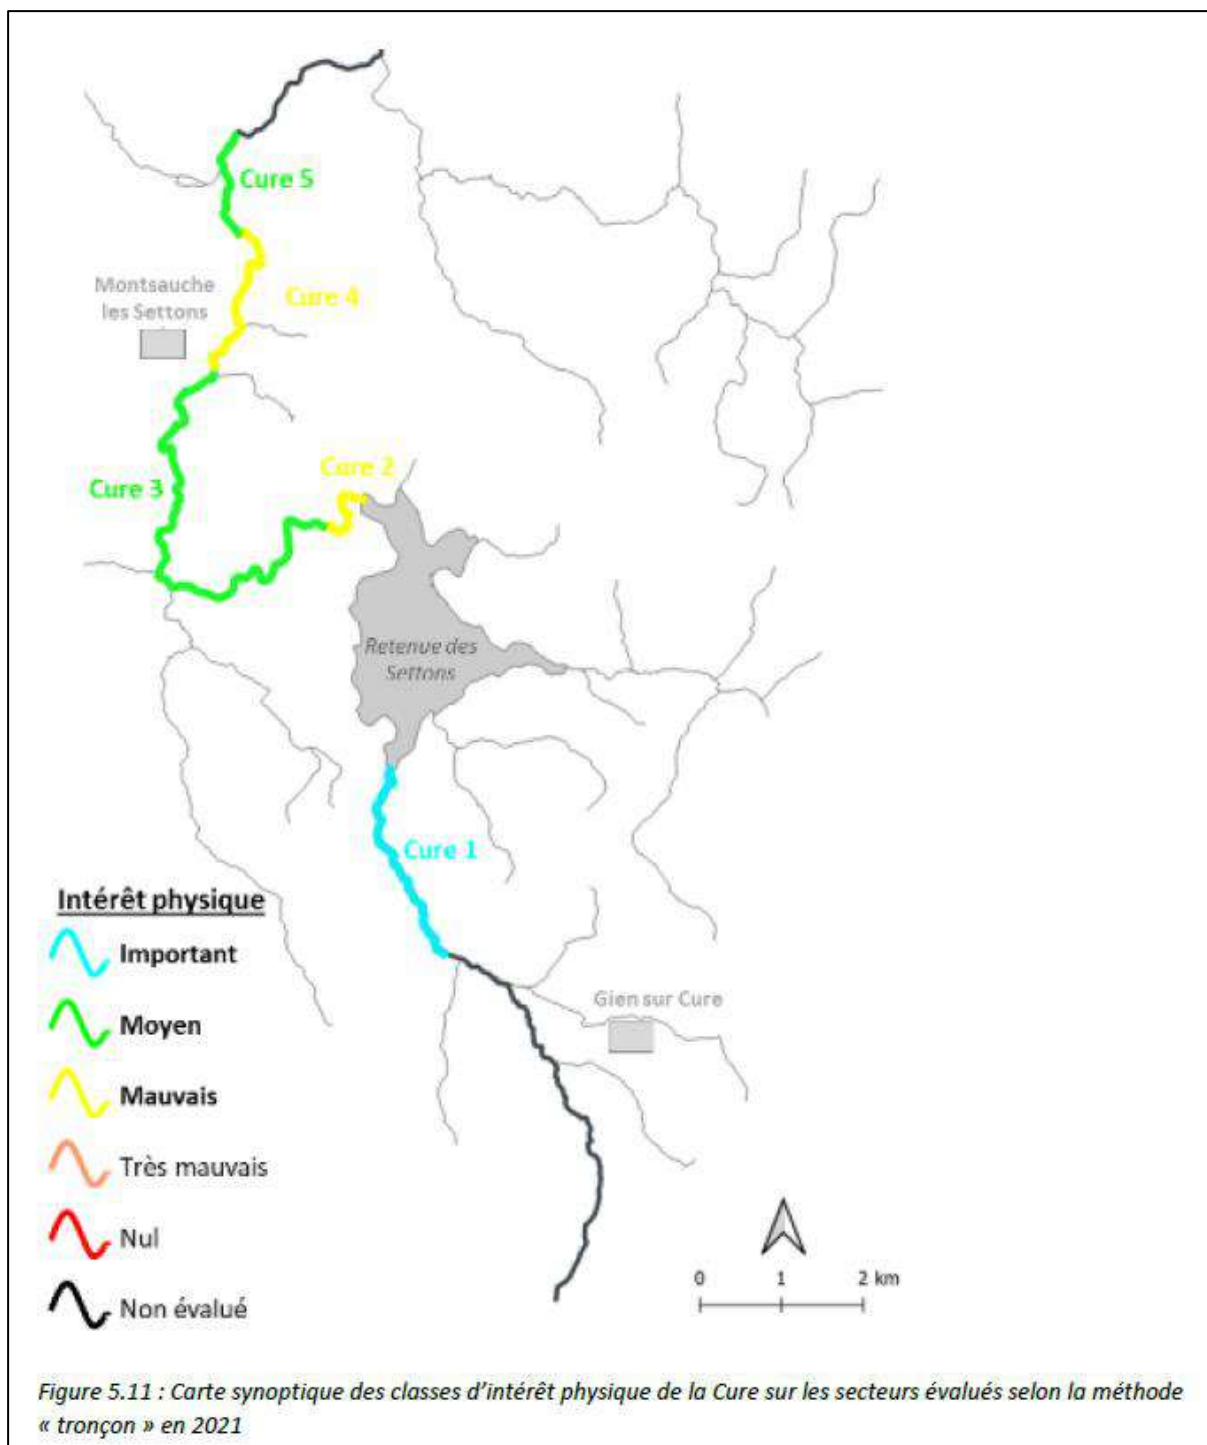 Cure 5
Montsauche
les Settons
Cure 4
Cure 2
Cure 3
Retenue des
Settons
Cure 1
Intérêt physique
Important
Moyen
Mauvais
Très mauvais
Nul
Non évalué
Gien sur Cure
0 1 2 km
Figure 5.11 : Carte synoptique des classes d'intérêt physique de la Cure sur les secteurs évalués selon la méthode
« tronçon » en 2021